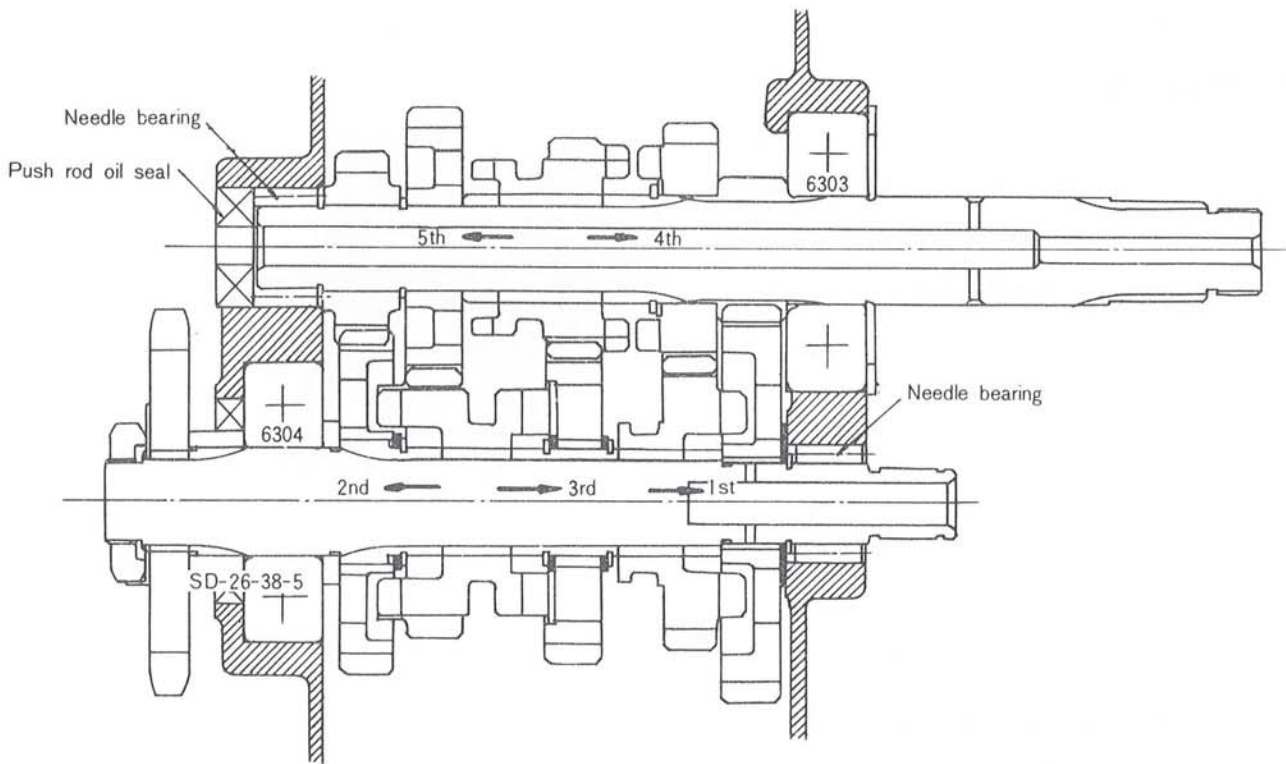 Needle bearing
Push rod oil seal
6303
5th
4th
6304
Needle bearing
2nd
3rd
1st
SD-26-38-5